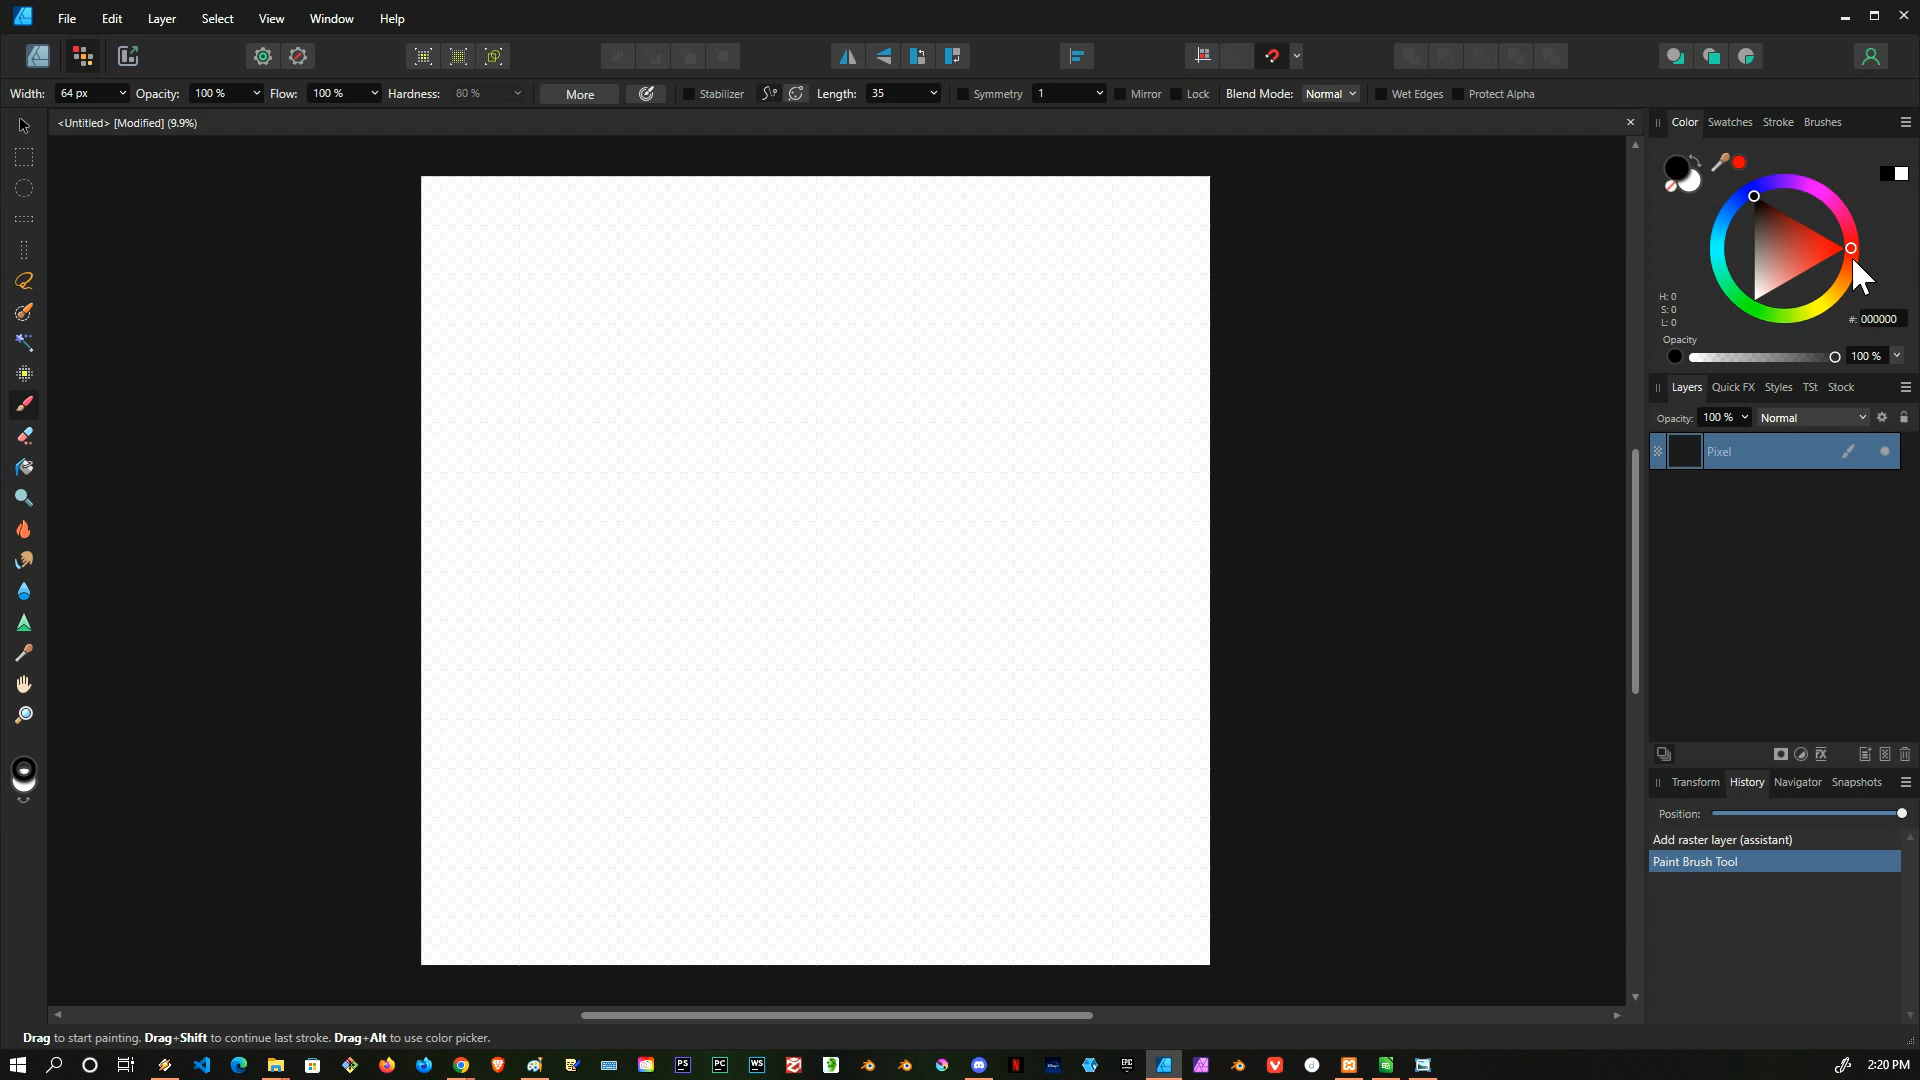 File Edit Layer Select View Window Help
Width: 64 px Opacity: 100 % Flow: 100 % Hardness: 80 % More Stabilizer Length: 35 Symmetry 1 Mirror Lock Blend Mode: Normal Wet Edges Protect Alpha
<Untitled> [Modified] (9.9%)
Color Swatches Stroke Brushes
H: 0
S: 0
L: 0
#: 000000
Opacity
100 %
Layers Quick FX Styles TSt Stock
Opacity: 100 % Normal
Pixel
Transform History Navigator Snapshots
Position:
Add raster layer (assistant)
Paint Brush Tool
Drag to start painting. Drag+Shift to continue last stroke. Drag+Alt to use color picker.
PS PC WS EPIC
2:20 PM